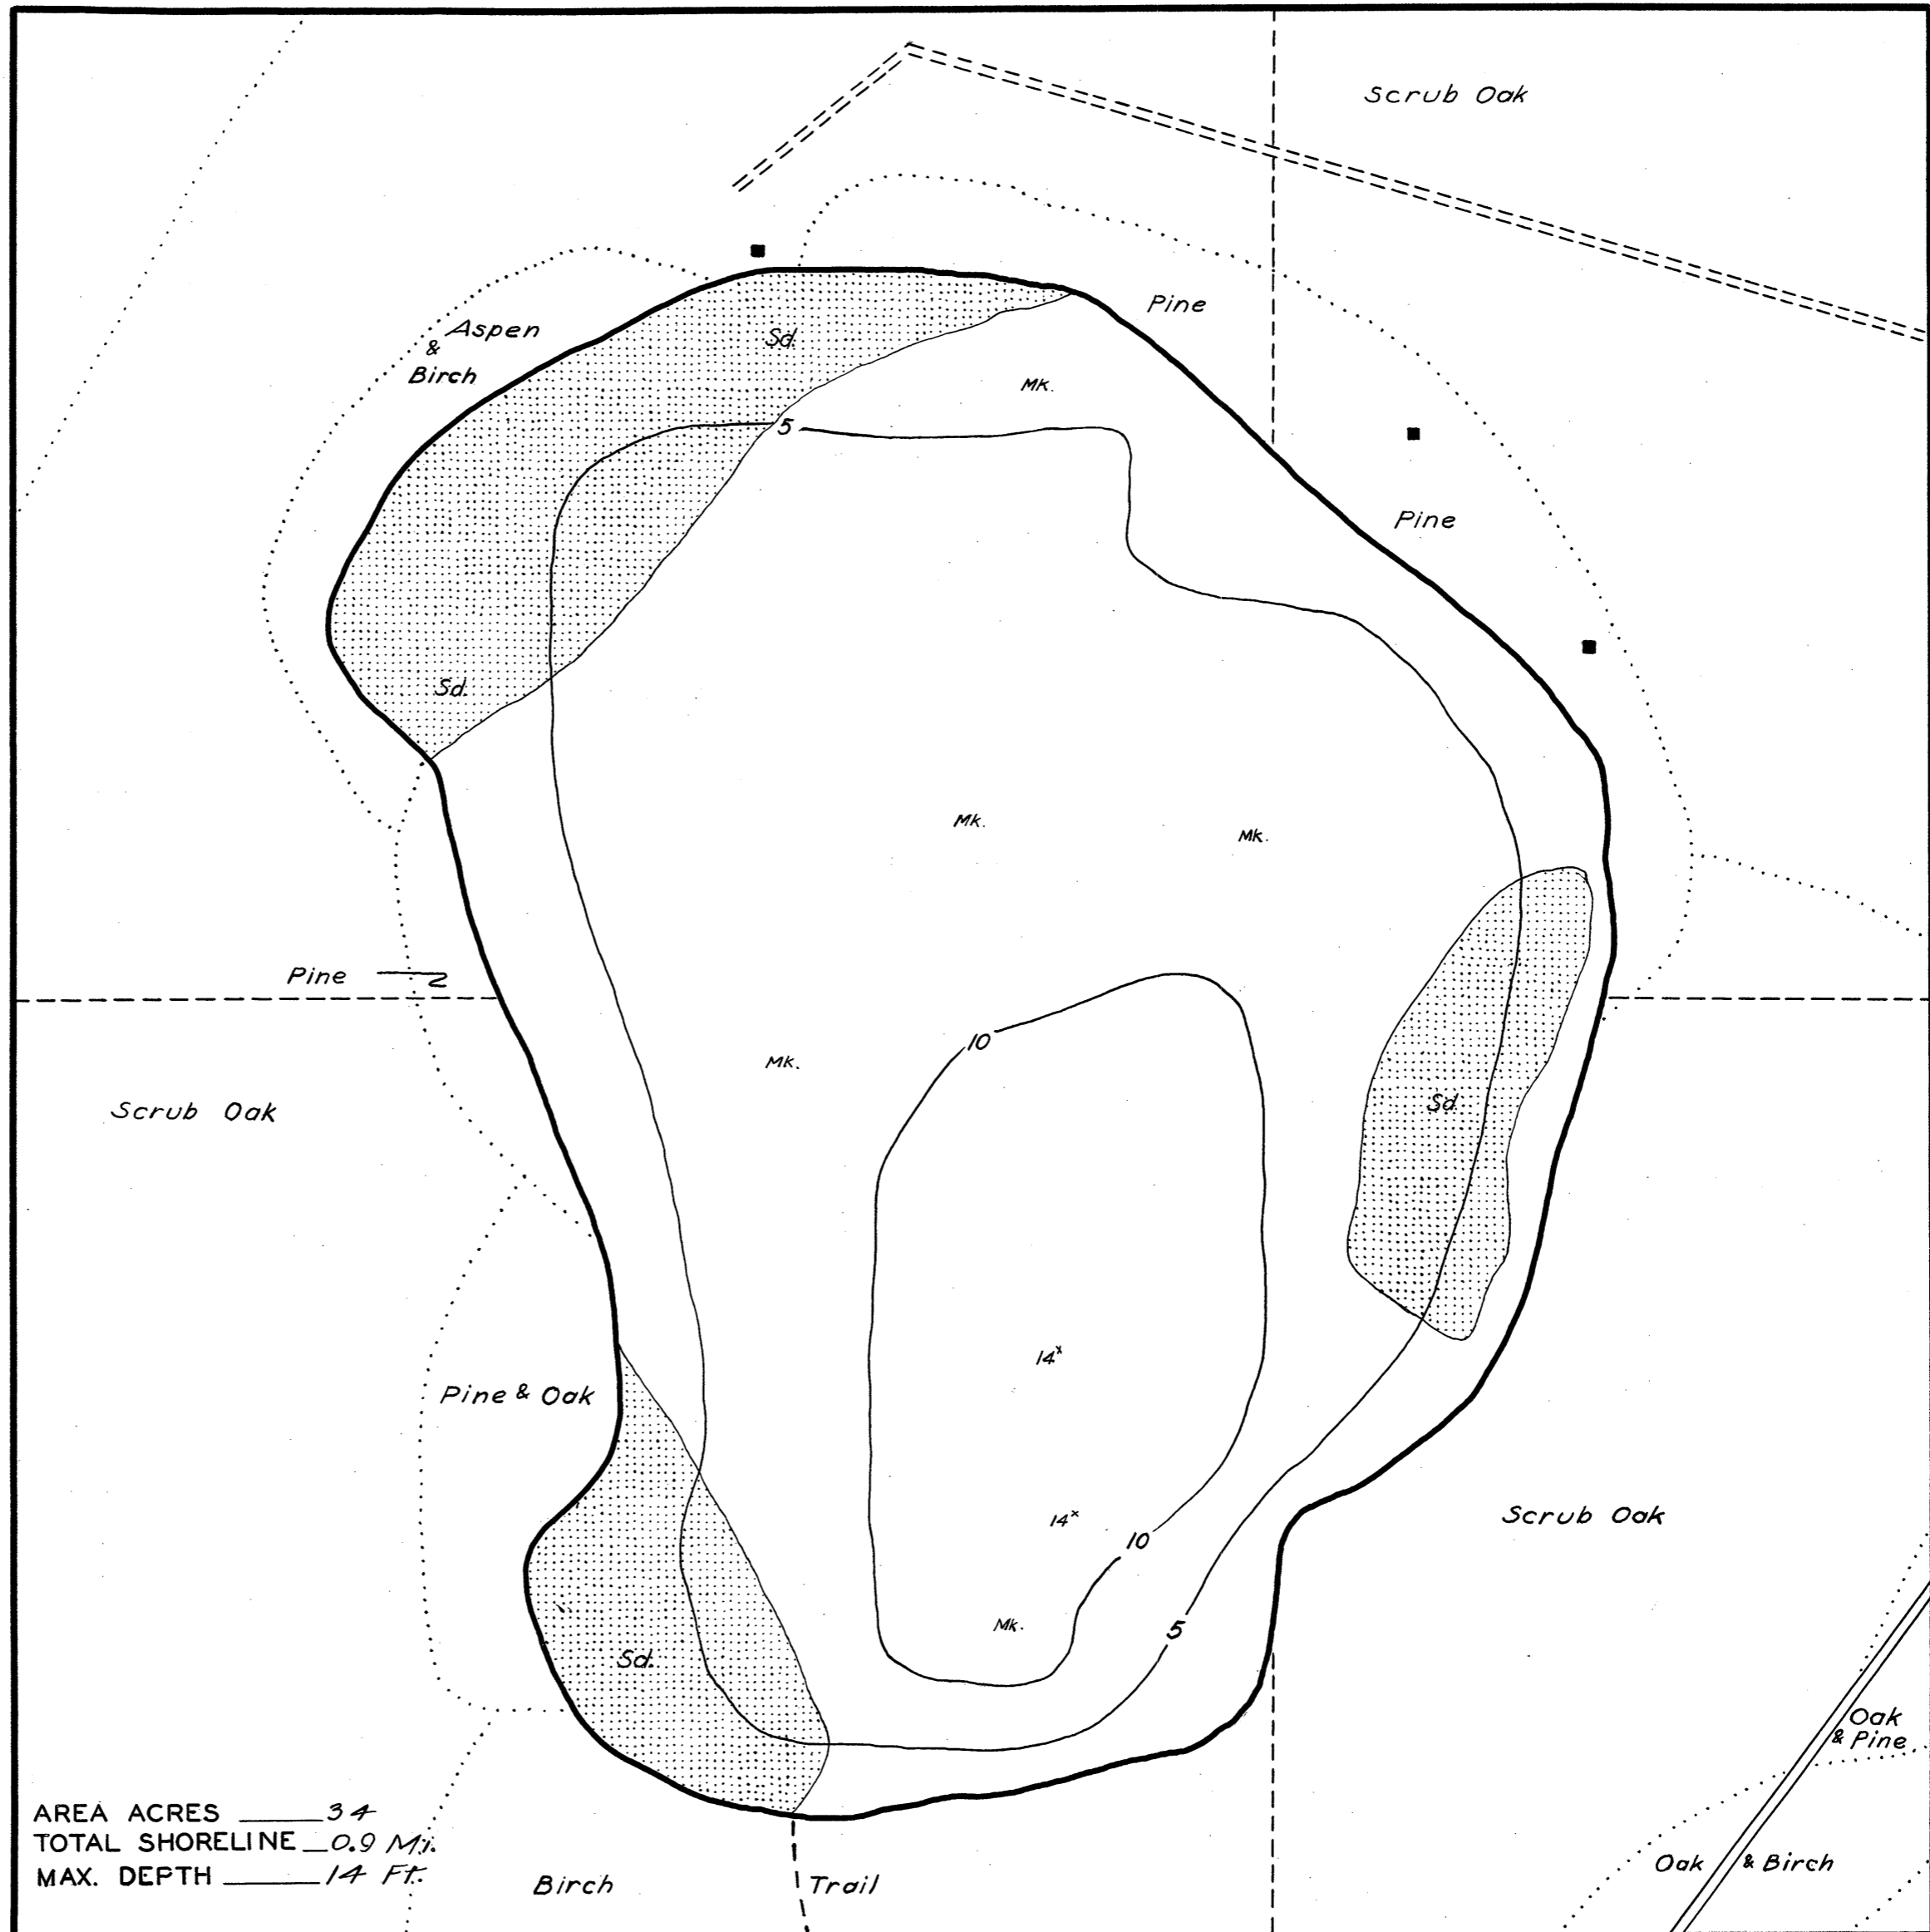 Scrub Oak
Pine
Sd.
Aspen
&
Birch
Mk.
5
Pine
Sd.
Mk.
Mk.
Pine
10
Mk.
Sd.
Scrub Oak
14x
Pine & Oak
Scrub Oak
14x
10
Mk.
5
Sd.
Oak
& Pine
AREA ACRES 34
TOTAL SHORELINE 0.9 Mi.
MAX. DEPTH 14 Ft.
Oak & Birch
Birch
Trail